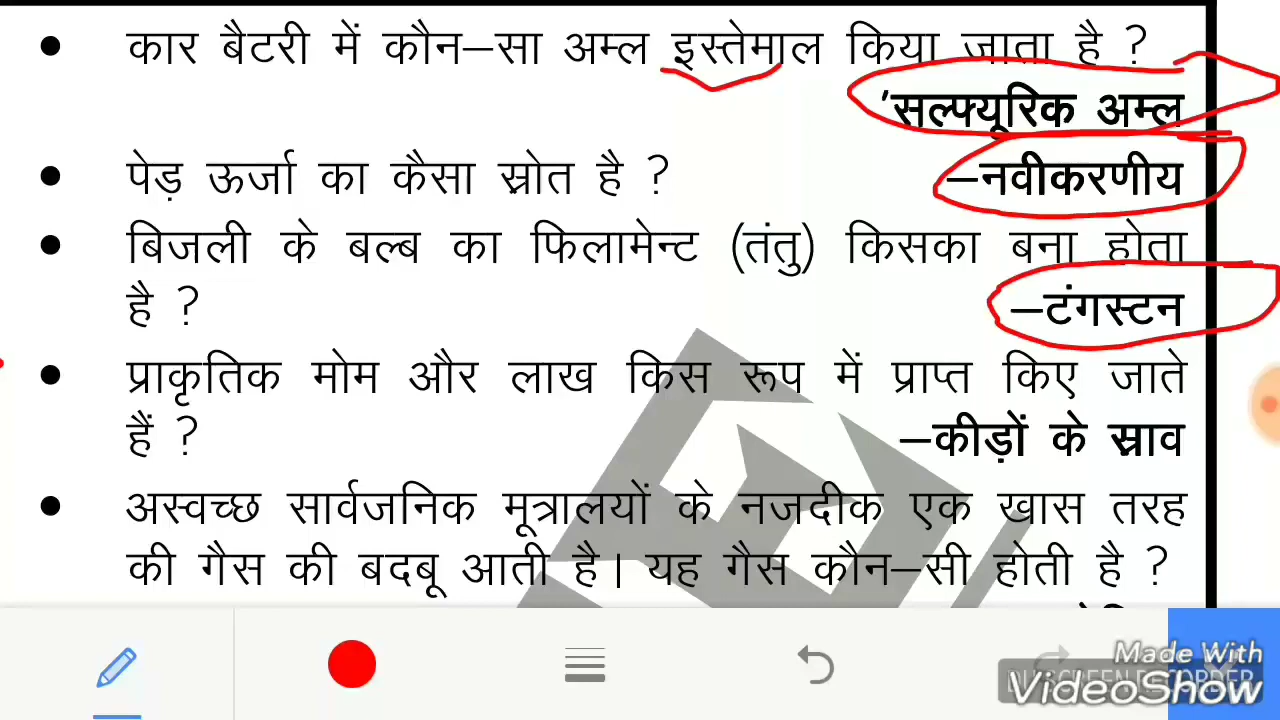 • कार बैटरी में कौन–सा अम्ल इस्तेमाल किया जाता है ?
'सल्फ्यूरिक अम्ल
• पेड़ ऊर्जा का कैसा स्रोत है ? –नवीकरणीय
• बिजली के बल्ब का फिलामेन्ट (तंतु) किसका बना होता
है ? –टंगस्टन
• प्राकृतिक मोम और लाख किस रूप में प्राप्त किए जाते
हैं ? –कीड़ों के स्राव
• अस्वच्छ सार्वजनिक मूत्रालयों के नजदीक एक खास तरह
की गैस की बदबू आती है। यह गैस कौन–सी होती है ?
Made With
VideoShow